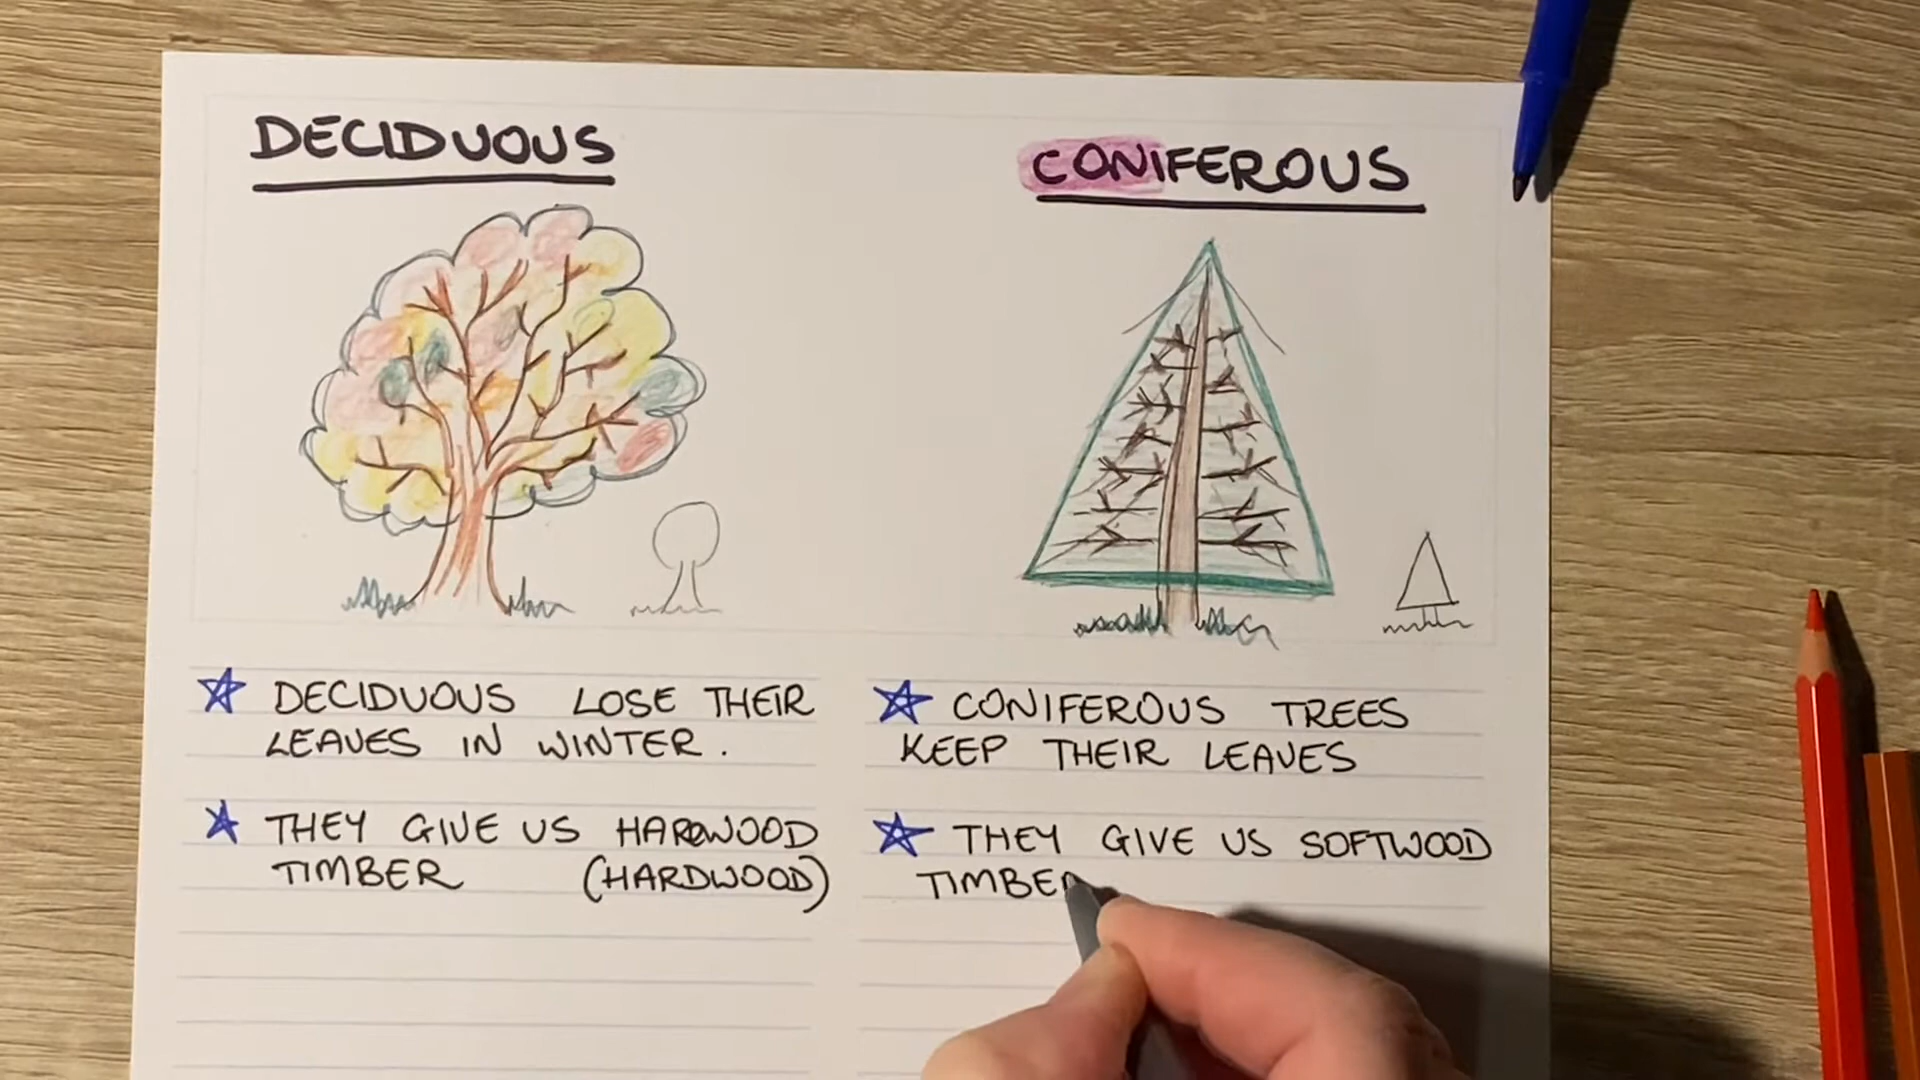 DECIDUOUS
CONIFEROUS
DECIDUOUS LOSE THEIR
LEAVES IN WINTER.
THEY GIVE US HARDWOOD
TIMBER (HARDWOOD)
CONIFEROUS TREES
KEEP THEIR LEAVES
THEY GIVE US SOFTWOOD
TIMBER